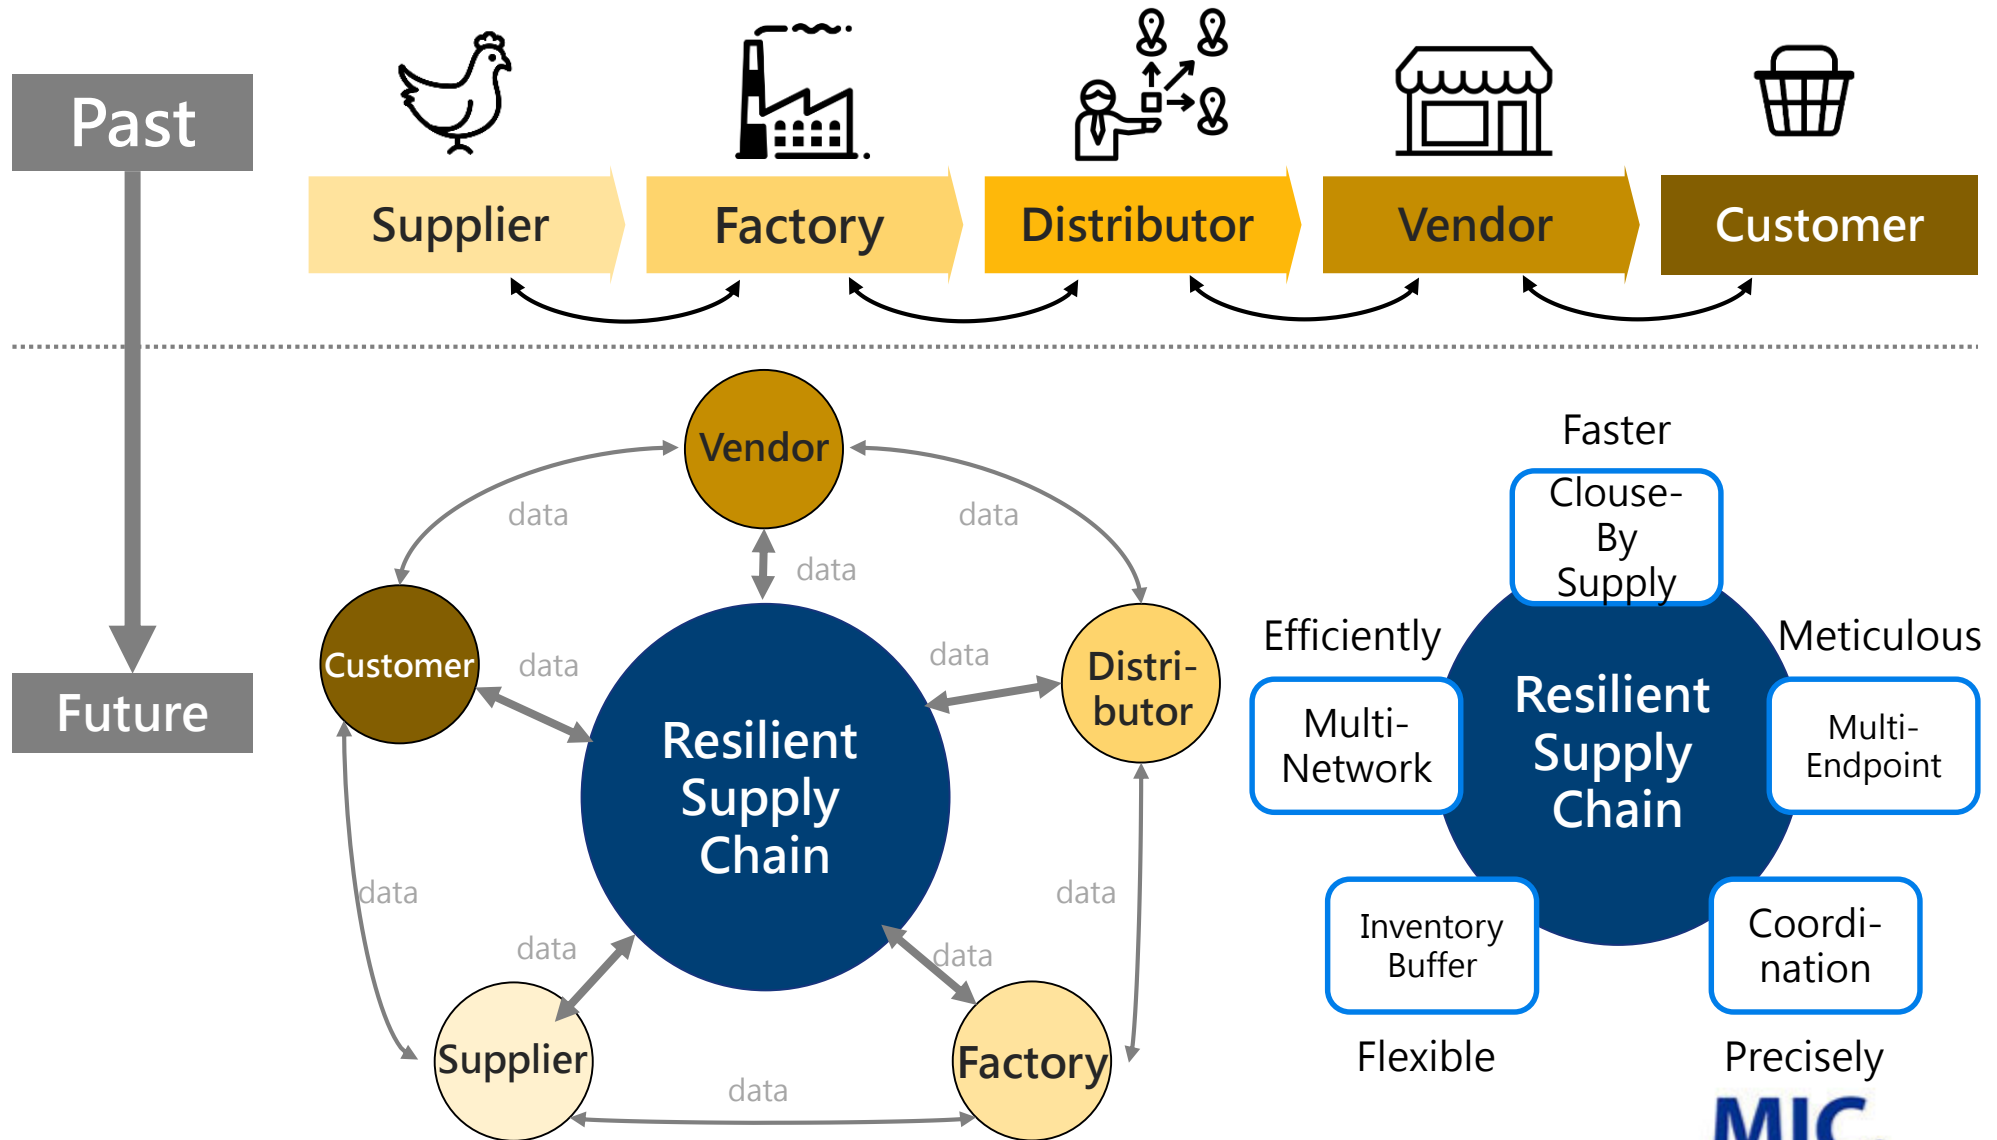 Past
Supplier
Factory
Distributor
Vendor
Customer
Future
Vendor
data
data
data
Customer
data
data
Distri-
butor
Resilient
Supply
Chain
data
data
data
data
Supplier
Factory
data
Faster
Clouse-
By
Supply
Efficiently
Meticulous
Multi-
Network
Resilient
Supply
Chain
Multi-
Endpoint
Inventory
Buffer
Coordi-
nation
Flexible
Precisely
MIC